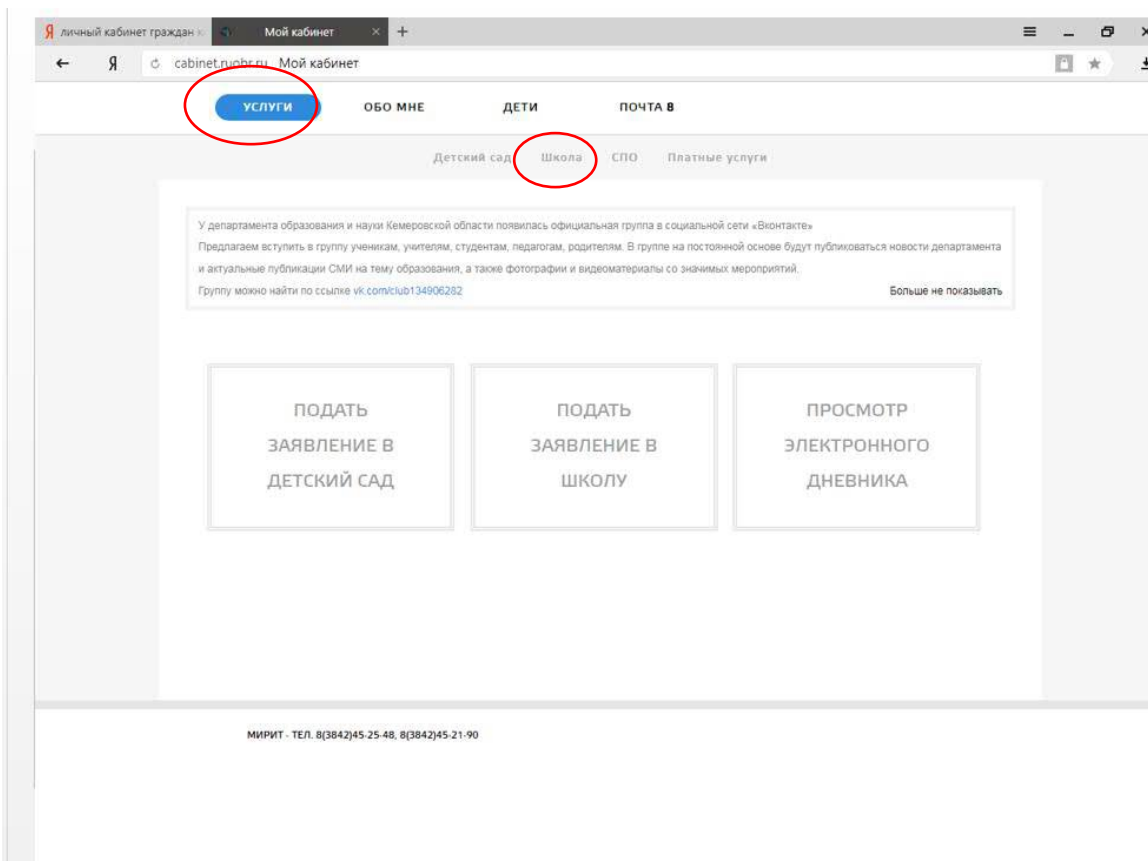 Я личный кабинет граждан к
Мой кабинет × +
← Я cabinet.ruobr.ru Мой кабинет
УСЛУГИ ОБО МНЕ ДЕТИ ПОЧТА 8
Детский сад Школа СПО Платные услуги
У департамента образования и науки Кемеровской области появилась официальная группа в социальной сети «Вконтакте»
Предлагаем вступить в группу ученикам, учителям, студентам, педагогам, родителям. В группе на постоянной основе будут публиковаться новости департамента
и актуальные публикации СМИ на тему образования, а также фотографии и видеоматериалы со значимых мероприятий.
Группу можно найти по ссылке vk.com/club134906282 Больше не показывать
ПОДАТЬ
ЗАЯВЛЕНИЕ В
ДЕТСКИЙ САД
ПОДАТЬ
ЗАЯВЛЕНИЕ В
ШКОЛУ
ПРОСМОТР
ЭЛЕКТРОННОГО
ДНЕВНИКА
МИРИТ - ТЕЛ. 8(3842)45-25-48, 8(3842)45-21-90